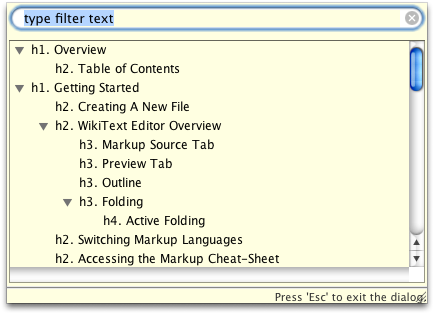 type filter text
h1. Overview
h2. Table of Contents
h1. Getting Started
h2. Creating A New File
h2. WikiText Editor Overview
h3. Markup Source Tab
h3. Preview Tab
h3. Outline
h3. Folding
h4. Active Folding
h2. Switching Markup Languages
h2. Accessing the Markup Cheat-Sheet
Press 'Esc' to exit the dialog.